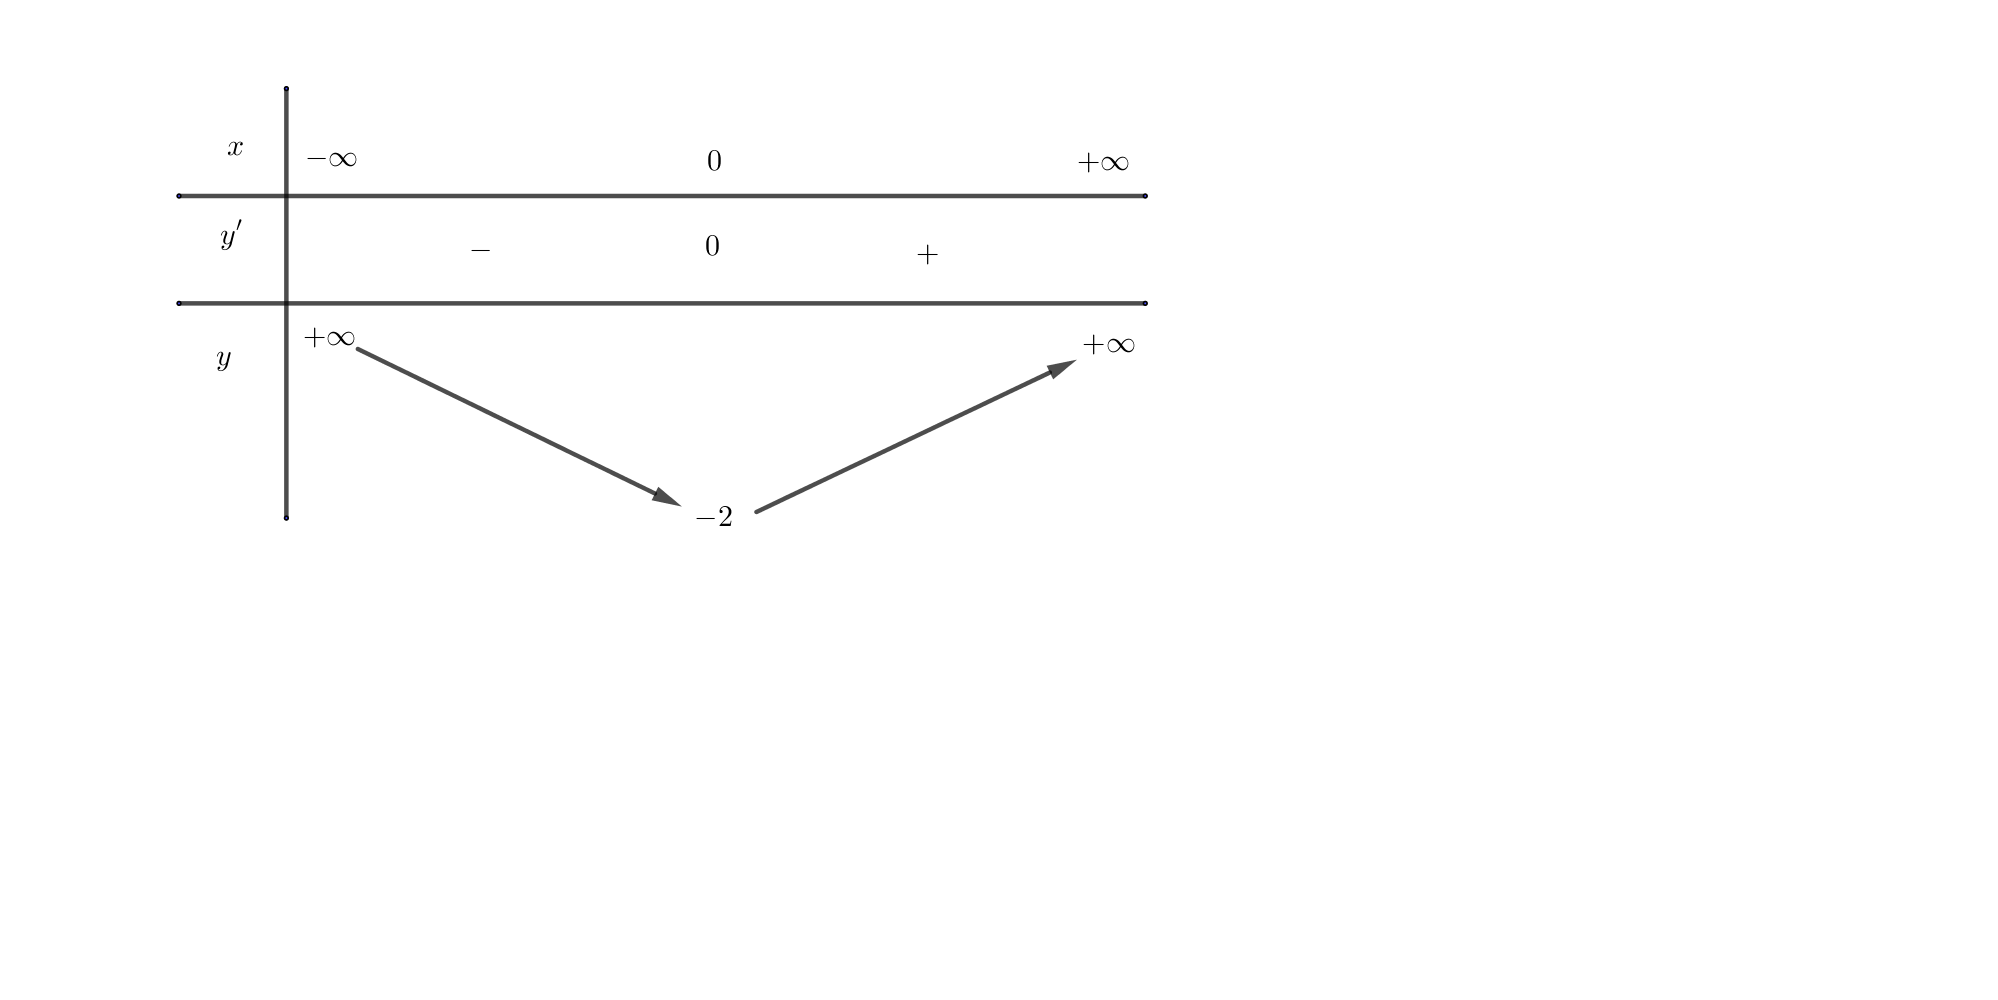 x −∞ 0 +∞
y′ − 0 +
y +∞ −2 +∞